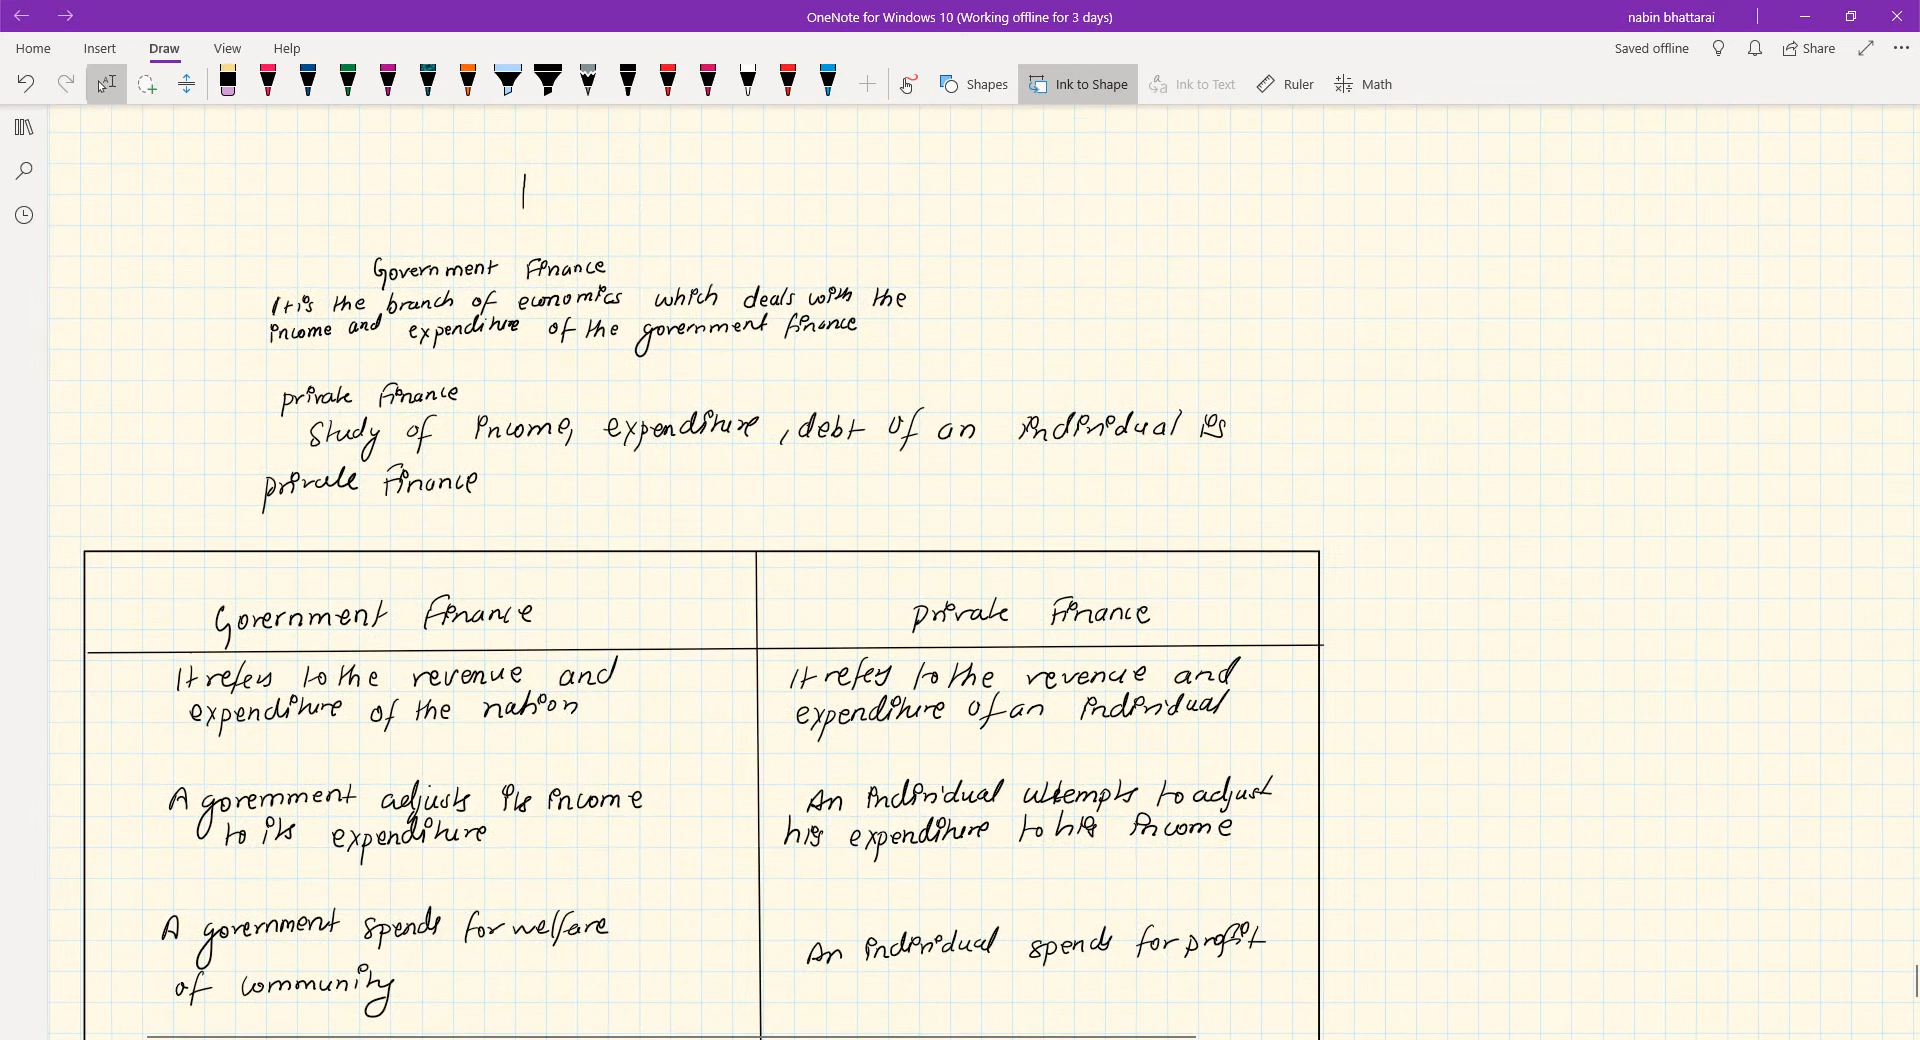 OneNote for Windows 10 (Working offline for 3 days)
nabin bhattarai
Home Insert Draw View Help
Saved offline Share
Shapes Ink to Shape Ink to Text Ruler Math
Government Finance
It is the branch of economics which deals with the
income and expenditure of the government finance
private finance
Study of income, expenditure, debt of an individual is
private Finance
Government Finance
private Finance
It refers to the revenue and
expenditure of the nation
It refers to the revenue and
expenditure of an individual
A government adjusts its income
to its expenditure
An individual attempts to adjust
his expenditure to his income
A government spends for welfare
of community
An individual spends for profit